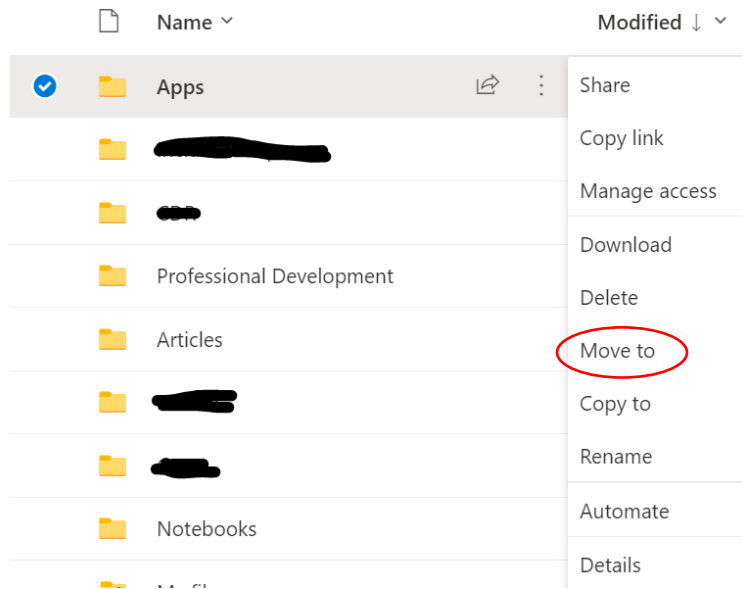 Name Modified
Apps Share
Copy link
Manage access
Download
Professional Development
Delete
Articles Move to
Copy to
Rename
Automate
Notebooks
Details